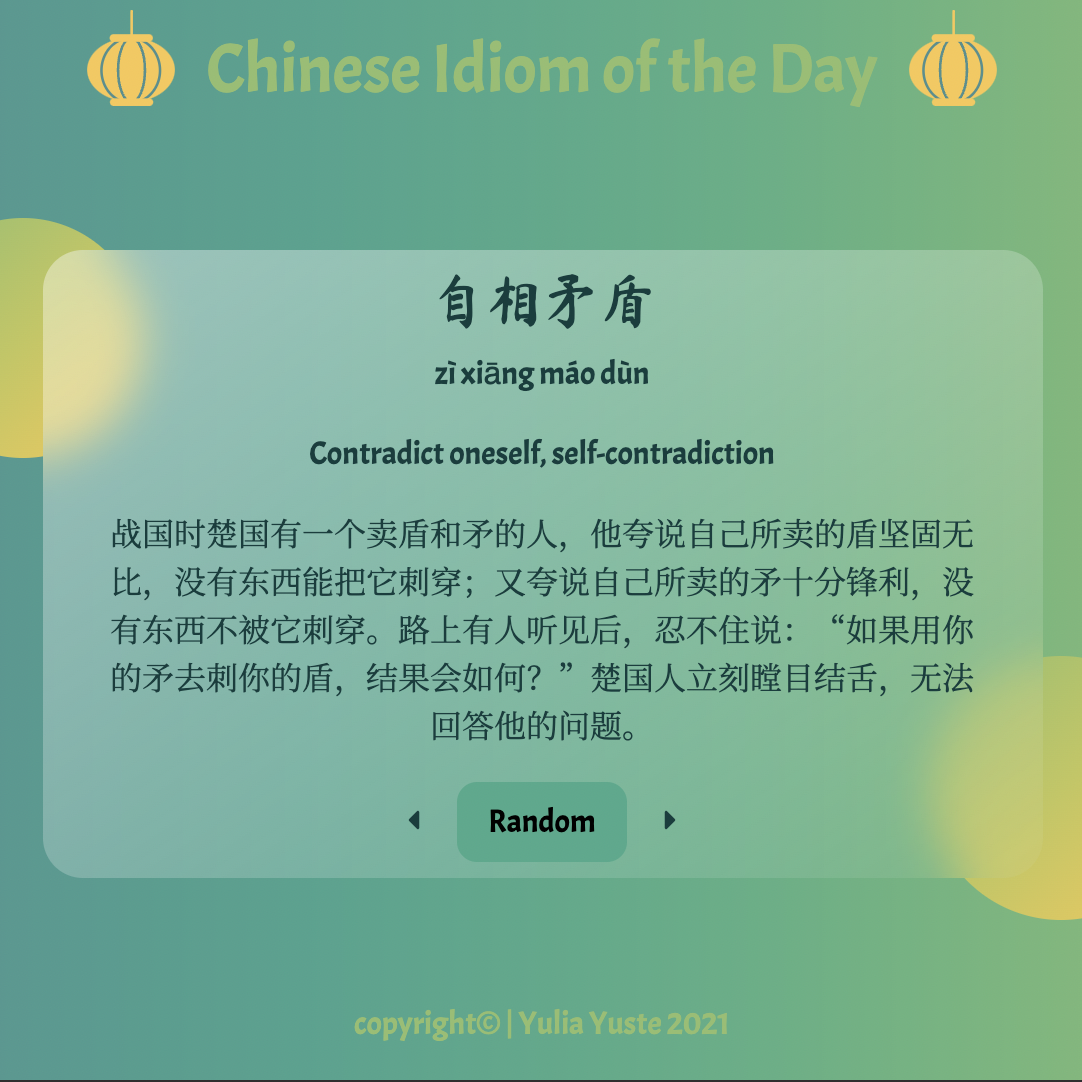 Chinese Idiom of the Day
自相矛盾
zì xiāng máo dùn
Contradict oneself, self-contradiction
战国时楚国有一个卖盾和矛的人，他夸说自己所卖的盾坚固无
比，没有东西能把它刺穿；又夸说自己所卖的矛十分锋利，没
有东西不被它刺穿。路上有人听见后，忍不住说：“如果用你
的矛去刺你的盾，结果会如何？”楚国人立刻瞠目结舌，无法
回答他的问题。
Random
copyright© | Yulia Yuste 2021